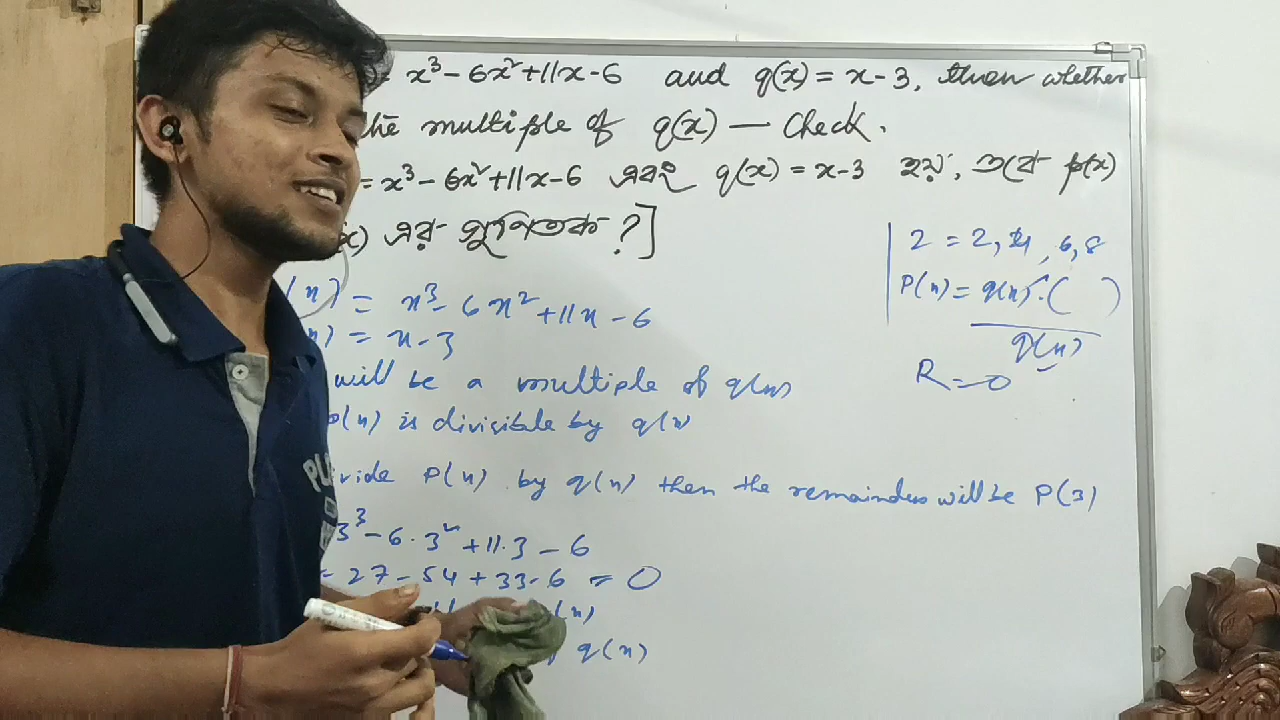 ) = x³ - 6x² + 11x - 6 and q(x) = x - 3, then whether
the multiple of q(x) — Check.
= x³ - 6x² + 11x - 6 এবং q(x) = x - 3 হয়, তবে p(x)
(x) এর গুণিতক ?]
(x) = x³ - 6x² + 11x - 6
) = x - 3
will be a multiple of q(x)
p(x) is divisible by q(x)
vide P(x) by q(x) then the remainder will be P(3)
3³ - 6.3² + 11.3 - 6
= 27 - 54 + 33 - 6 = 0
(x)
q(x)
2 = 2, 4, 6, 8
P(x) = q(x) . ( )
q(x)
R = 0
PU